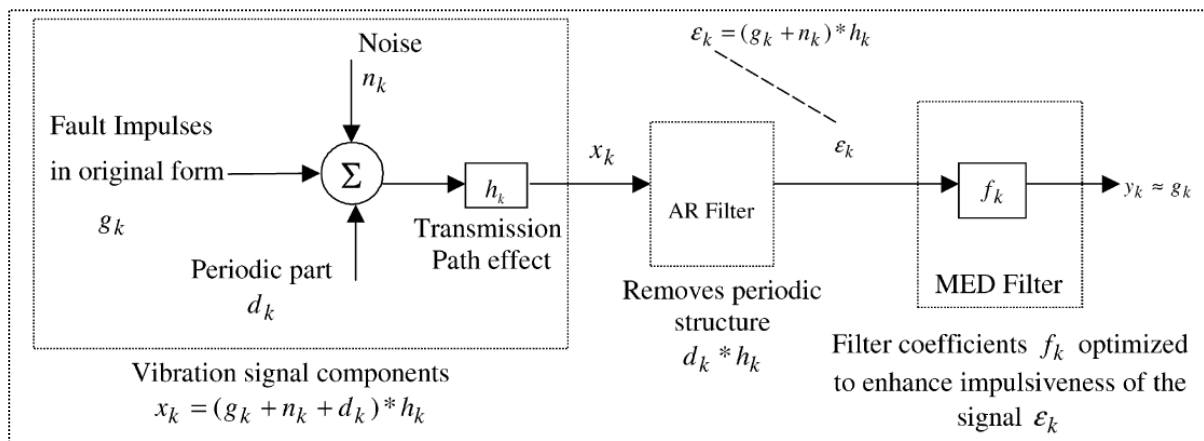 Noise
n_k
Fault Impulses
in original form
g_k
Σ
Periodic part
d_k
h_k
Transmission
Path effect
Vibration signal components
x_k = (g_k + n_k + d_k) * h_k
x_k
AR Filter
Removes periodic
structure
d_k * h_k
ε_k = (g_k + n_k) * h_k
ε_k
f_k
MED Filter
y_k ≈ g_k
Filter coefficients f_k optimized
to enhance impulsiveness of the
signal ε_k